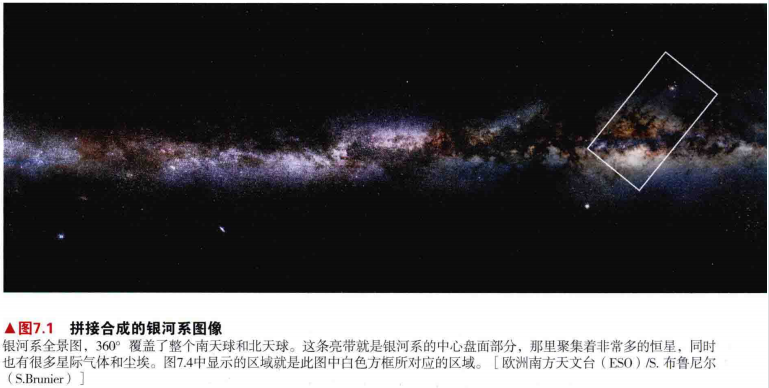 ▲图7.1 拼接合成的银河系图像
银河系全景图，360° 覆盖了整个南天球和北天球。这条亮带就是银河系的中心盘面部分，那里聚集着非常多的恒星，同时
也有很多星际气体和尘埃。图7.4中显示的区域就是此图中白色方框所对应的区域。［欧洲南方天文台（ESO）/S. 布鲁尼尔
（S.Brunier）］